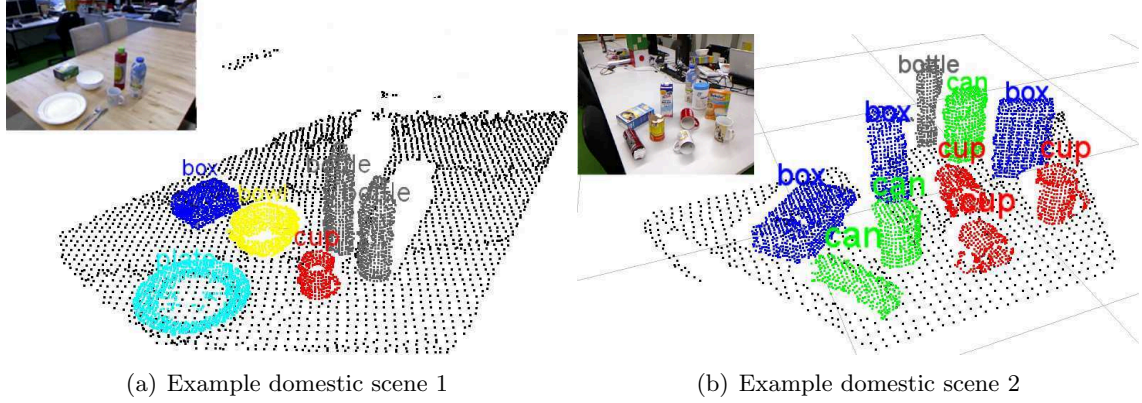 box
bowl
bottle
bottle
cup
plate
bottle
can
box
box
cup
cup
box
can
cup
can
(a) Example domestic scene 1
(b) Example domestic scene 2